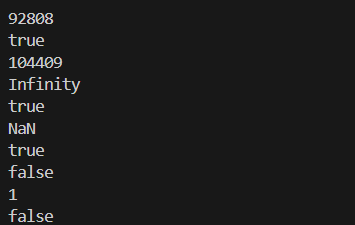 92808
true
104409
Infinity
true
NaN
true
false
1
false